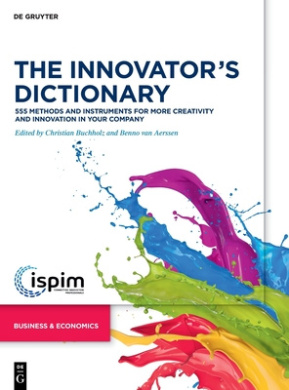 DE GRUYTER
THE INNOVATOR'S
DICTIONARY
555 METHODS AND INSTRUMENTS FOR MORE CREATIVITY
AND INNOVATION IN YOUR COMPANY
Edited by Christian Buchholz and Benno van Aerssen
ispim
BUSINESS & ECONOMICS
DE
G